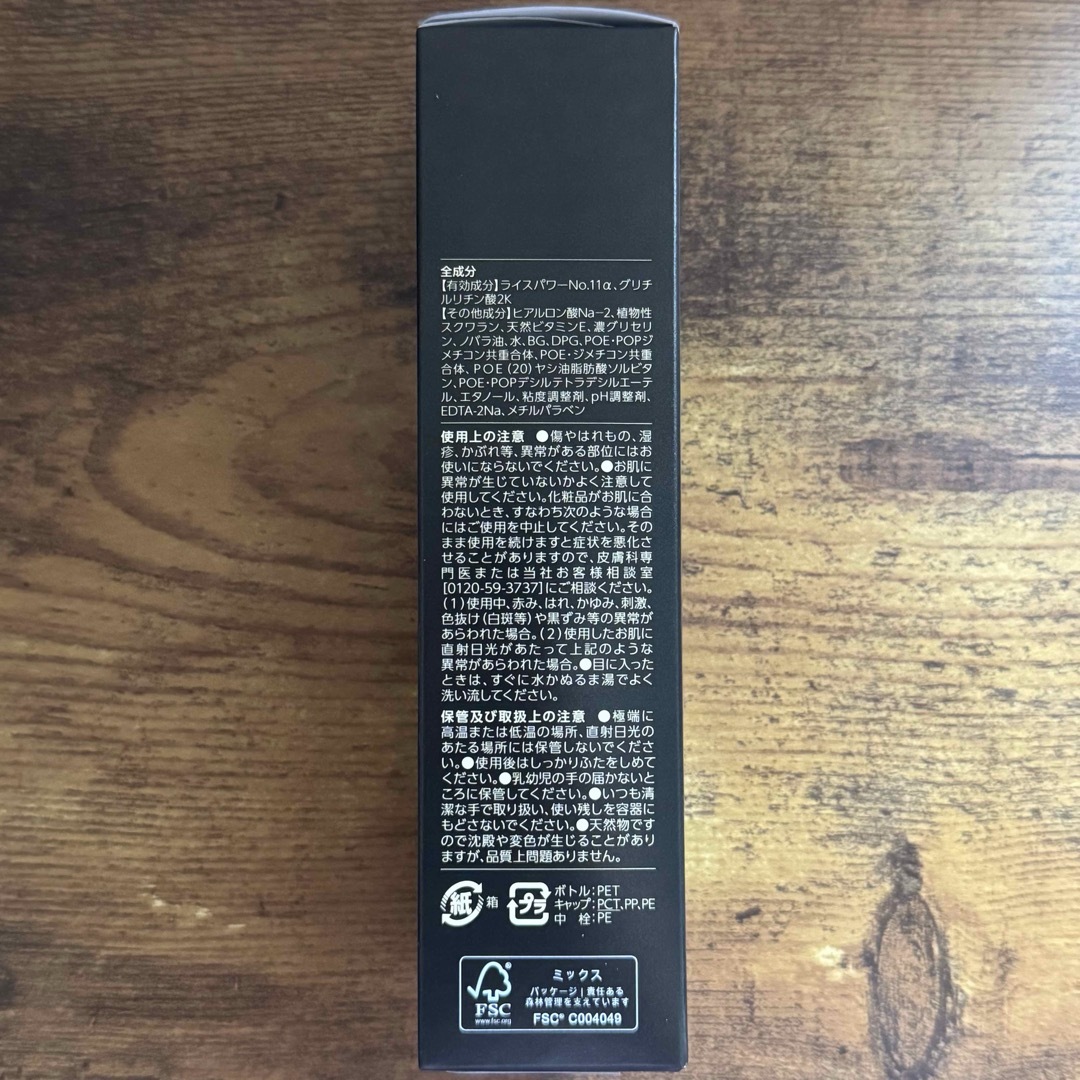 全成分
【有効成分】ライスパワーNo.11α、グリチ
ルリチン酸2K
【その他成分】ヒアルロン酸Na−2、植物性
スクワラン、天然ビタミンE、濃グリセリ
ン、ノバラ油、水、BG、DPG、POE・POPジ
メチコン共重合体、POE・ジメチコン共重
合体、POE(20)ヤシ油脂肪酸ソルビタ
ン、POE・POPデシルテトラデシルエーテ
ル、エタノール、粘度調整剤、pH調整剤、
EDTA-2Na、メチルパラベン
使用上の注意 ●傷やはれもの、湿
疹、かぶれ等、異常がある部位にはお
使いにならないでください。●お肌に
異常が生じていないかよく注意して
使用してください。化粧品がお肌に合
わないとき、すなわち次のような場合
にはご使用を中止してください。その
まま使用を続けますと症状を悪化さ
せることがありますので、皮膚科専
門医または当社お客様相談室
[0120-59-3737]にご相談ください。
(1)使用中、赤み、はれ、かゆみ、刺激、
色抜け(白斑等)や黒ずみ等の異常が
あらわれた場合。(2)使用したお肌に
直射日光があたって上記のような
異常があらわれた場合。●目に入った
ときは、すぐに水かぬるま湯でよく
洗い流してください。
保管及び取扱上の注意 ●極端に
高温または低温の場所、直射日光の
あたる場所には保管しないでくださ
い。●使用後はしっかりふたをしめて
ください。●乳幼児の手の届かないと
ころに保管してください。●いつも清
潔な手で取り扱い、使い残しを容器に
もどさないでください。●天然物です
ので沈殿や変色が生じることがあり
ますが、品質上問題ありません。
紙 箱 プラ ボトル:PET
キャップ:PCT、PP、PE
中 栓:PE
FSC
www.fsc.org
ミックス
パッケージ|責任ある
森林管理を支えています
FSC® C004049